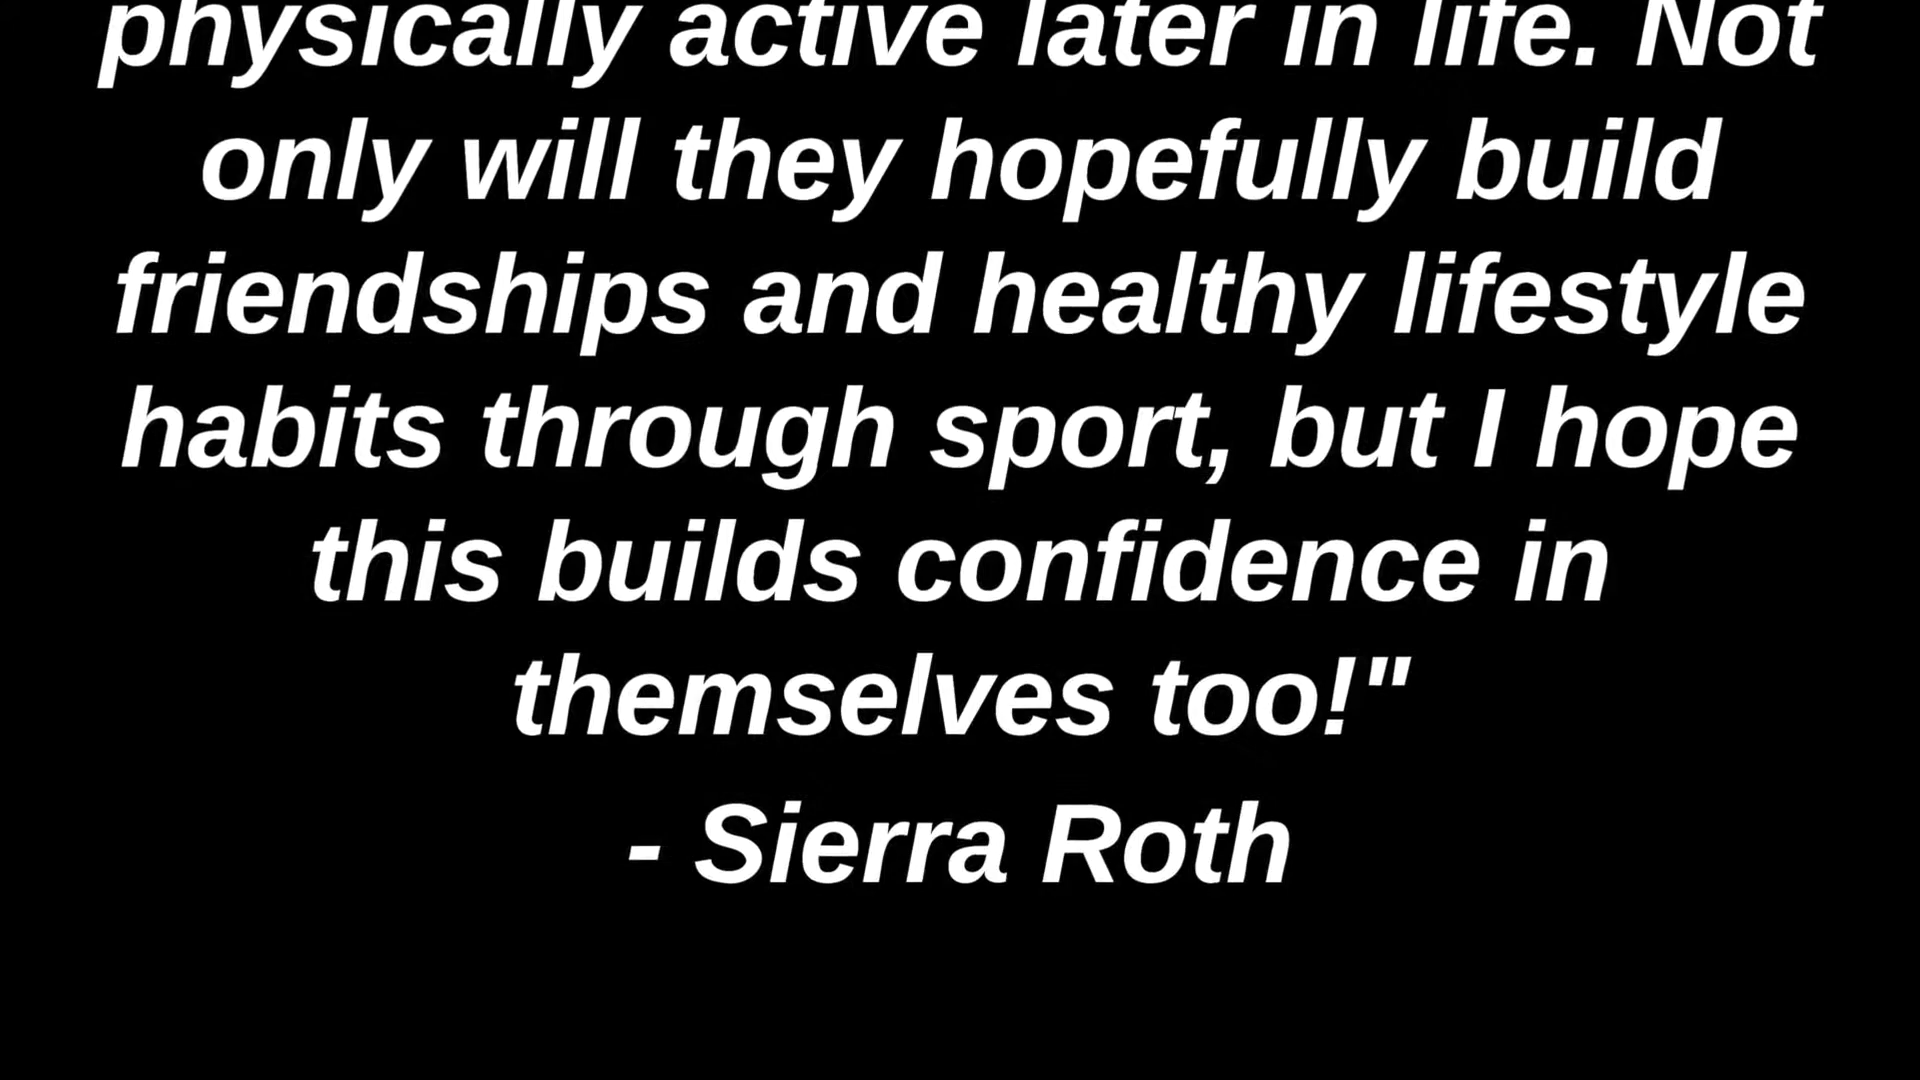 physically active later in life. Not
only will they hopefully build
friendships and healthy lifestyle
habits through sport, but I hope
this builds confidence in
themselves too!"
- Sierra Roth